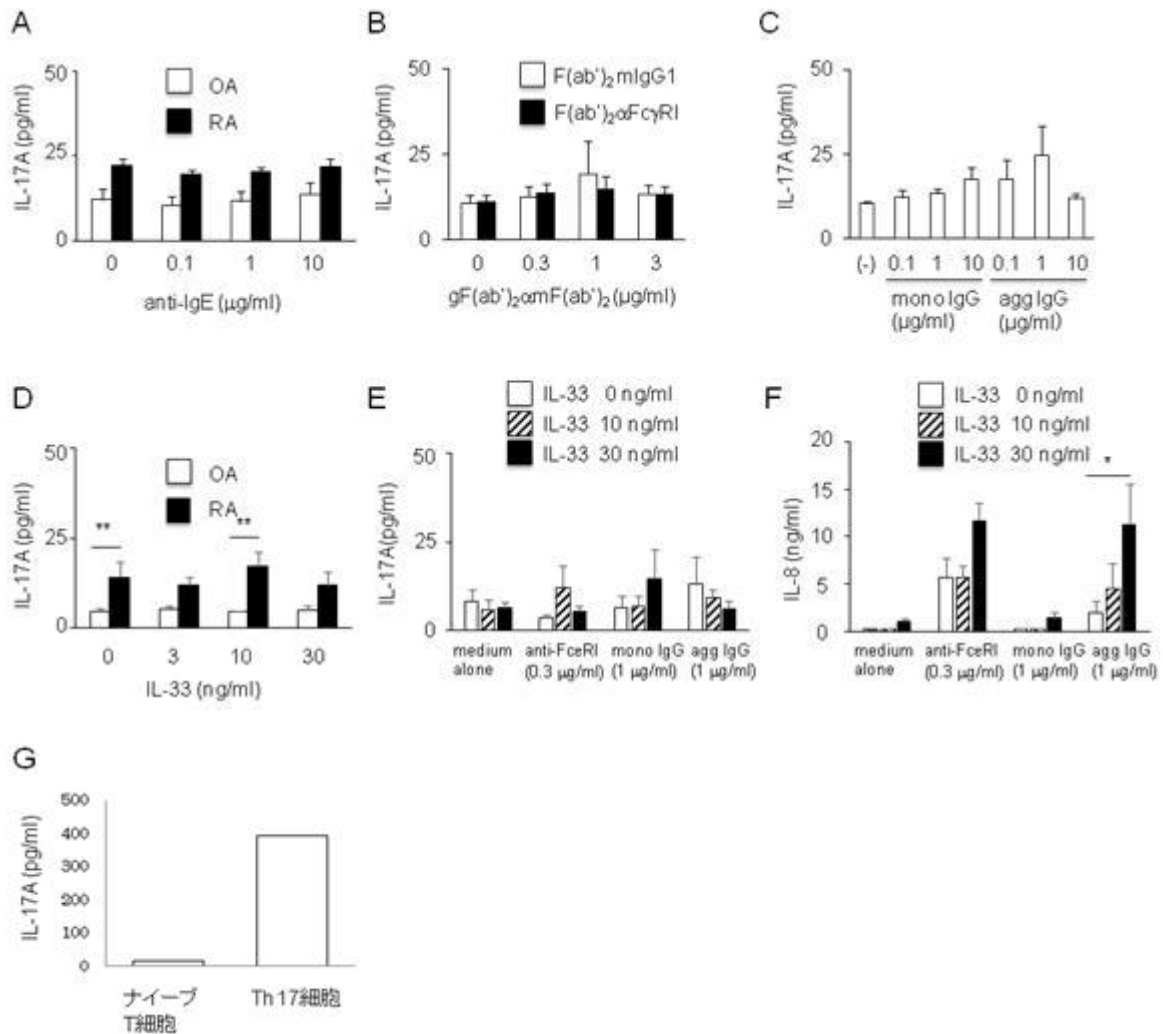 A
IL-17A (pg/ml)
50
25
0
OA
RA
0 0.1 1 10
anti-IgE (μg/ml)
B
IL-17A (pg/ml)
50
25
0
F(ab')₂mIgG1
F(ab')₂αFcγRI
0 0.3 1 3
gF(ab')₂αmF(ab')₂(μg/ml)
C
IL-17A (pg/ml)
50
25
0
(-) 0.1 1 10 0.1 1 10
mono IgG agg IgG
(μg/ml) (μg/ml)
D
IL-17A (pg/ml)
50
25
0
OA
RA
** **
0 3 10 30
IL-33 (ng/ml)
E
IL-17A(pg/ml)
50
25
0
IL-33 0 ng/ml
IL-33 10 ng/ml
IL-33 30 ng/ml
medium anti-FceRI mono IgG agg IgG
alone (0.3 μg/ml) (1 μg/ml) (1 μg/ml)
F
IL-8 (ng/ml)
20
15
10
5
0
IL-33 0 ng/ml
IL-33 10 ng/ml
IL-33 30 ng/ml
*
medium anti-FceRI mono IgG agg IgG
alone (0.3 μg/ml) (1 μg/ml) (1 μg/ml)
G
IL-17A (pg/ml)
500
400
300
200
100
0
ナイーブ Th17細胞
T細胞